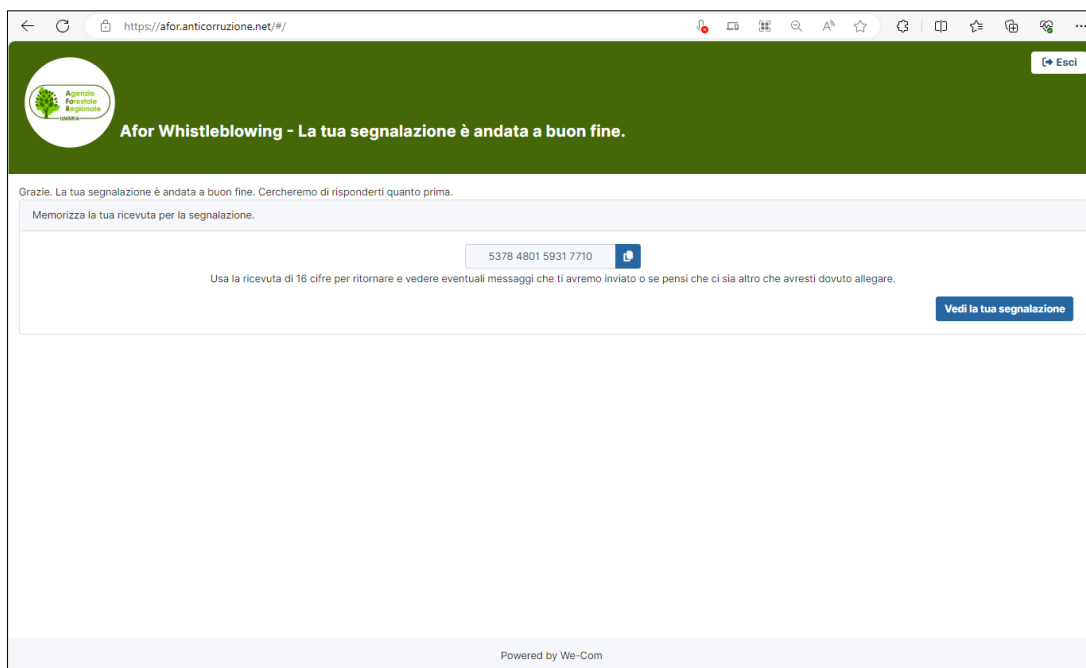 https://afor.anticorruzione.net/#/
Esci
Agenzia
Forestale
Regionale
UMBRIA
Afor Whistleblowing - La tua segnalazione è andata a buon fine.
Grazie. La tua segnalazione è andata a buon fine. Cercheremo di risponderti quanto prima.
Memorizza la tua ricevuta per la segnalazione.
5378 4801 5931 7710
Usa la ricevuta di 16 cifre per ritornare e vedere eventuali messaggi che ti avremo inviato o se pensi che ci sia altro che avresti dovuto allegare.
Vedi la tua segnalazione
Powered by We-Com